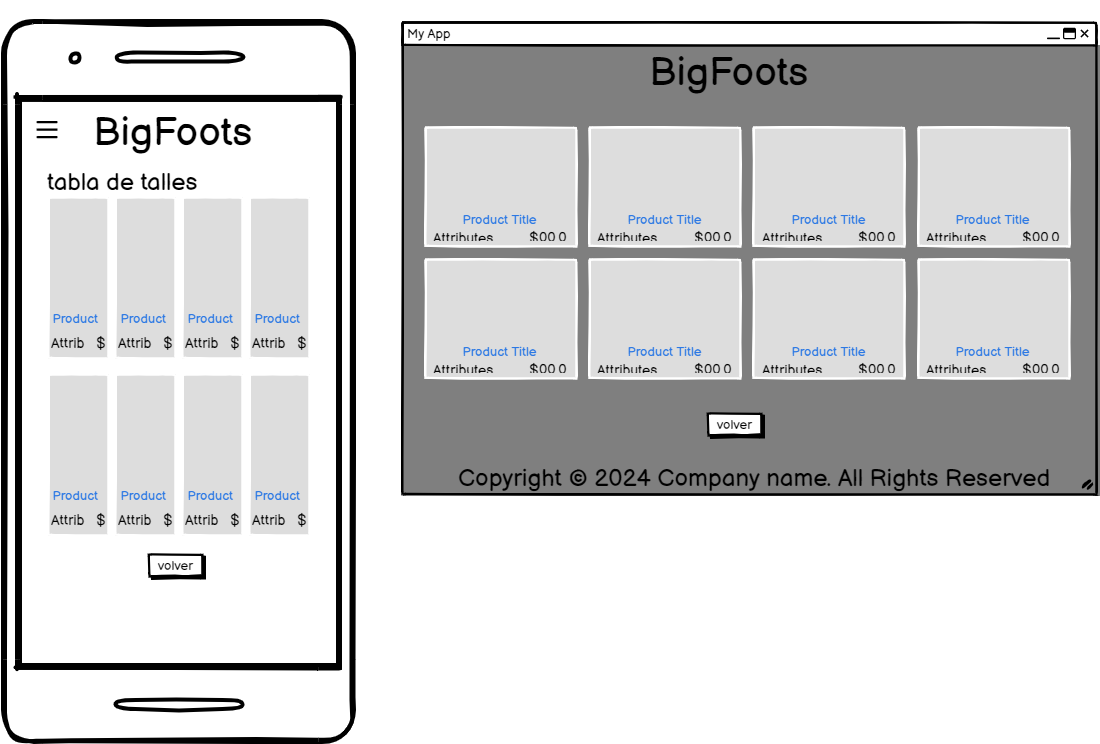 BigFoots
tabla de talles
Product Product Product Product
Attrib $ Attrib $ Attrib $ Attrib $
Product Product Product Product
Attrib $ Attrib $ Attrib $ Attrib $
volver
My App
BigFoots
Product Title Product Title Product Title Product Title
Attributes $00.0 Attributes $00.0 Attributes $00.0 Attributes $00.0
Product Title Product Title Product Title Product Title
Attributes $00.0 Attributes $00.0 Attributes $00.0 Attributes $00.0
volver
Copyright © 2024 Company name. All Rights Reserved